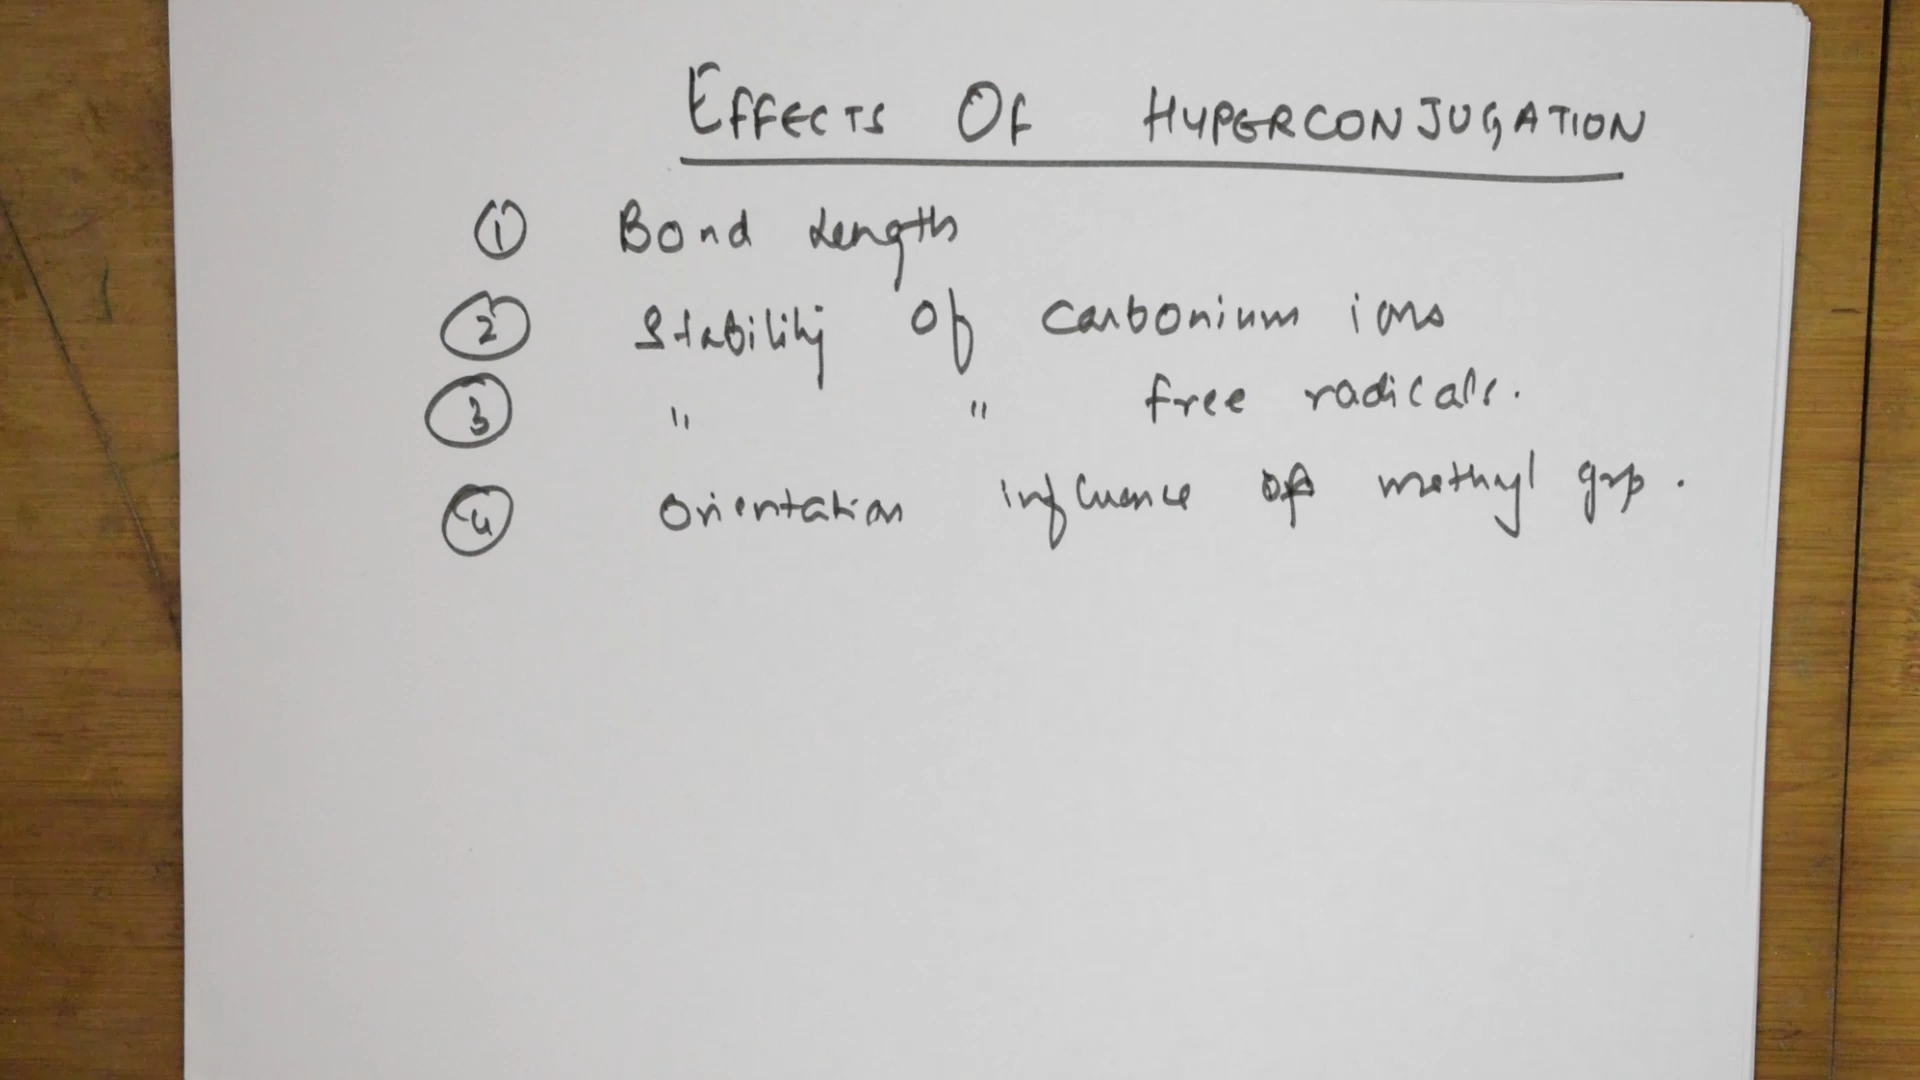 EFFECTS OF HYPERCONJUGATION
① Bond Length
② Stability of carbonium ions
③ " " free radicals.
④ Orientation influence of methyl grp.